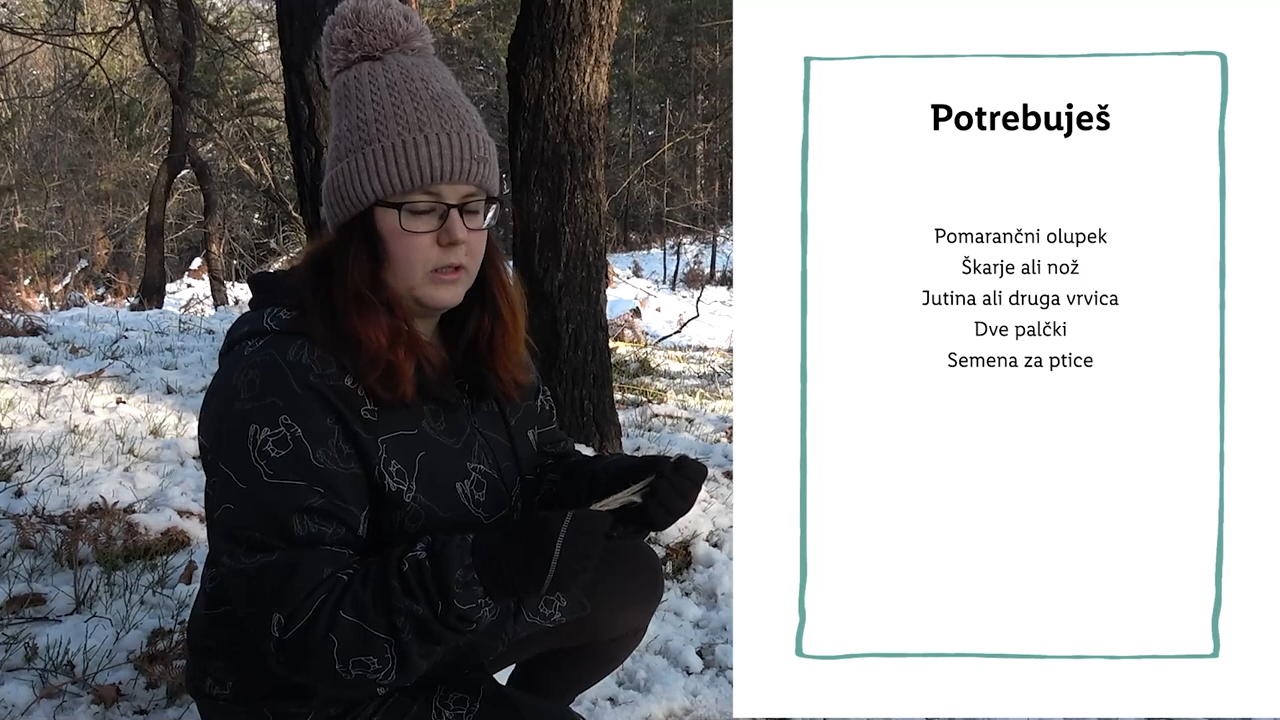 Potrebuješ
Pomarančni olupek
Škarje ali nož
Jutina ali druga vrvica
Dve palčki
Semena za ptice